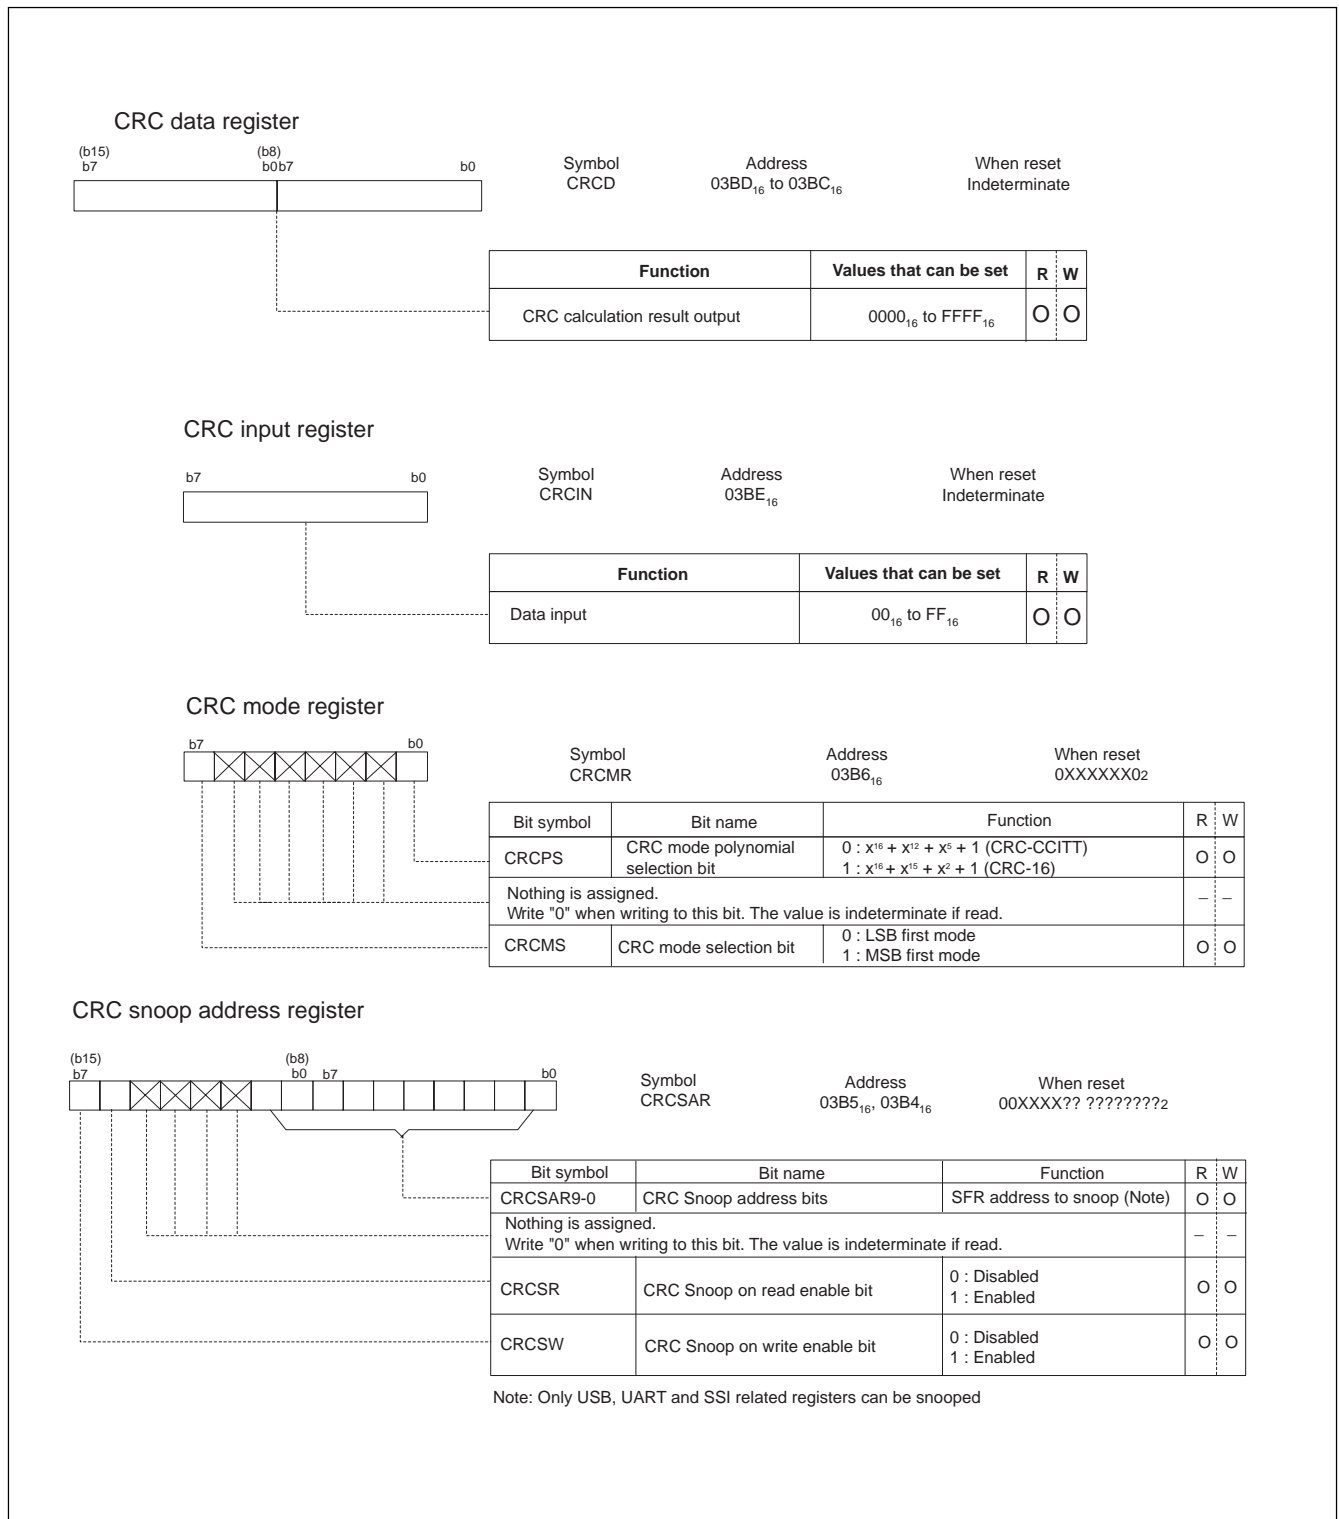 CRC data register
(b15) (b8)
b7 b0 b7 b0
Symbol Address When reset
CRCD 03BD16 to 03BC16 Indeterminate
Function Values that can be set R W
CRC calculation result output 000016 to FFFF16 O O
CRC input register
b7 b0
Symbol Address When reset
CRCIN 03BE16 Indeterminate
Function Values that can be set R W
Data input 0016 to FF16 O O
CRC mode register
b7 b0
Symbol Address When reset
CRCMR 03B616 0XXXXXX02
Bit symbol Bit name Function R W
CRCPS CRC mode polynomial selection bit 0 : x16 + x12 + x5 + 1 (CRC-CCITT) O O
1 : x16 + x15 + x2 + 1 (CRC-16)
Nothing is assigned.
Write "0" when writing to this bit. The value is indeterminate if read. – –
CRCMS CRC mode selection bit 0 : LSB first mode O O
1 : MSB first mode
CRC snoop address register
(b15) (b8)
b7 b0 b7 b0
Symbol Address When reset
CRCSAR 03B516, 03B416 00XXXX?? ????????2
Bit symbol Bit name Function R W
CRCSAR9-0 CRC Snoop address bits SFR address to snoop (Note) O O
Nothing is assigned.
Write "0" when writing to this bit. The value is indeterminate if read. – –
CRCSR CRC Snoop on read enable bit 0 : Disabled O O
1 : Enabled
CRCSW CRC Snoop on write enable bit 0 : Disabled O O
1 : Enabled
Note: Only USB, UART and SSI related registers can be snooped